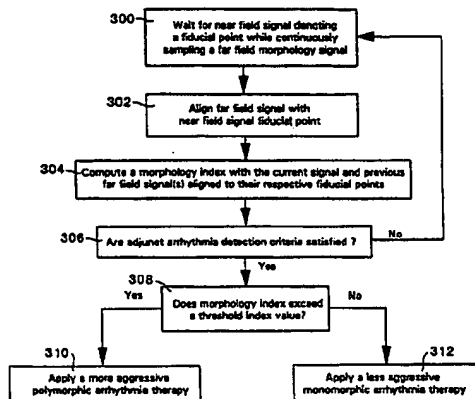 300
Wait for near field signal denoting
a fiducial point while continuously
sampling a far field morphology signal
302
Align far field signal with
near field signal fiducial point
304
Compute a morphology index with the current signal and previous
far field signal(s) aligned to their respective fiducial points
306
Are adjunct arrhythmia detection criteria satisfied ?
No
Yes
308
Does morphology index exceed
a threshold index value?
Yes
No
310
Apply a more aggressive
polymorphic arrhythmia therapy
312
Apply a less aggressive
monomorphic arrhythmia therapy